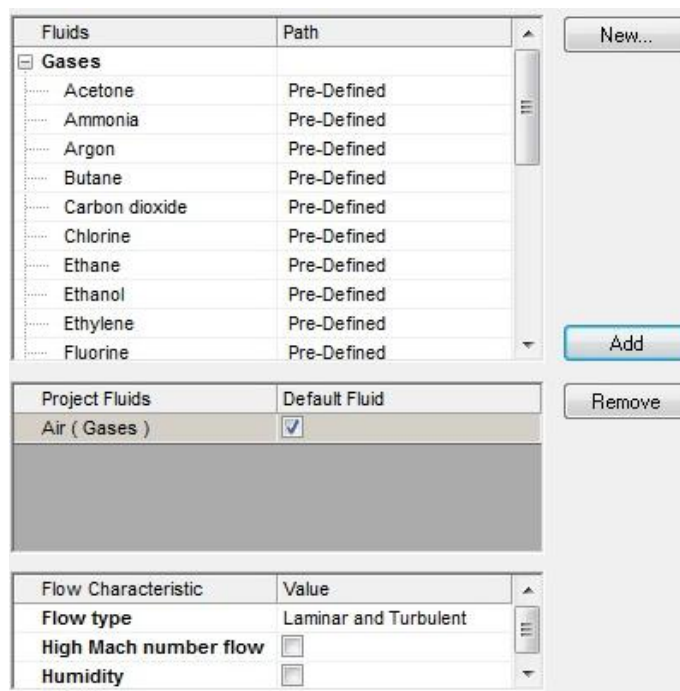 Fluids Path
New...
Gases
Acetone Pre-Defined
Ammonia Pre-Defined
Argon Pre-Defined
Butane Pre-Defined
Carbon dioxide Pre-Defined
Chlorine Pre-Defined
Ethane Pre-Defined
Ethanol Pre-Defined
Ethylene Pre-Defined
Fluorine Pre-Defined
Add
Project Fluids Default Fluid
Remove
Air ( Gases )
Flow Characteristic Value
Flow type Laminar and Turbulent
High Mach number flow
Humidity